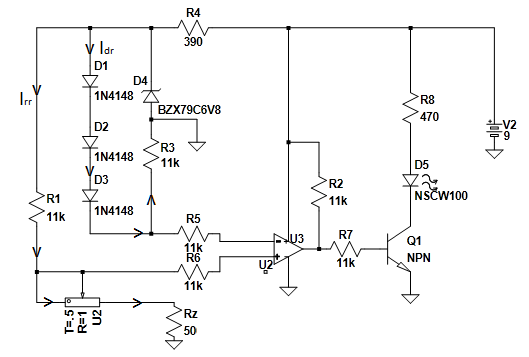 R4
390
Idr
D1
1N4148
D4
BZX79C6V8
Irr
R8
470
V2
9
D2
1N4148
R3
11k
D3
1N4148
D5
NSCW100
R1
11k
R2
11k
R5
11k
U3
R7
11k
Q1
NPN
R6
11k
U2
T=.5
R=1
U2
Rz
50